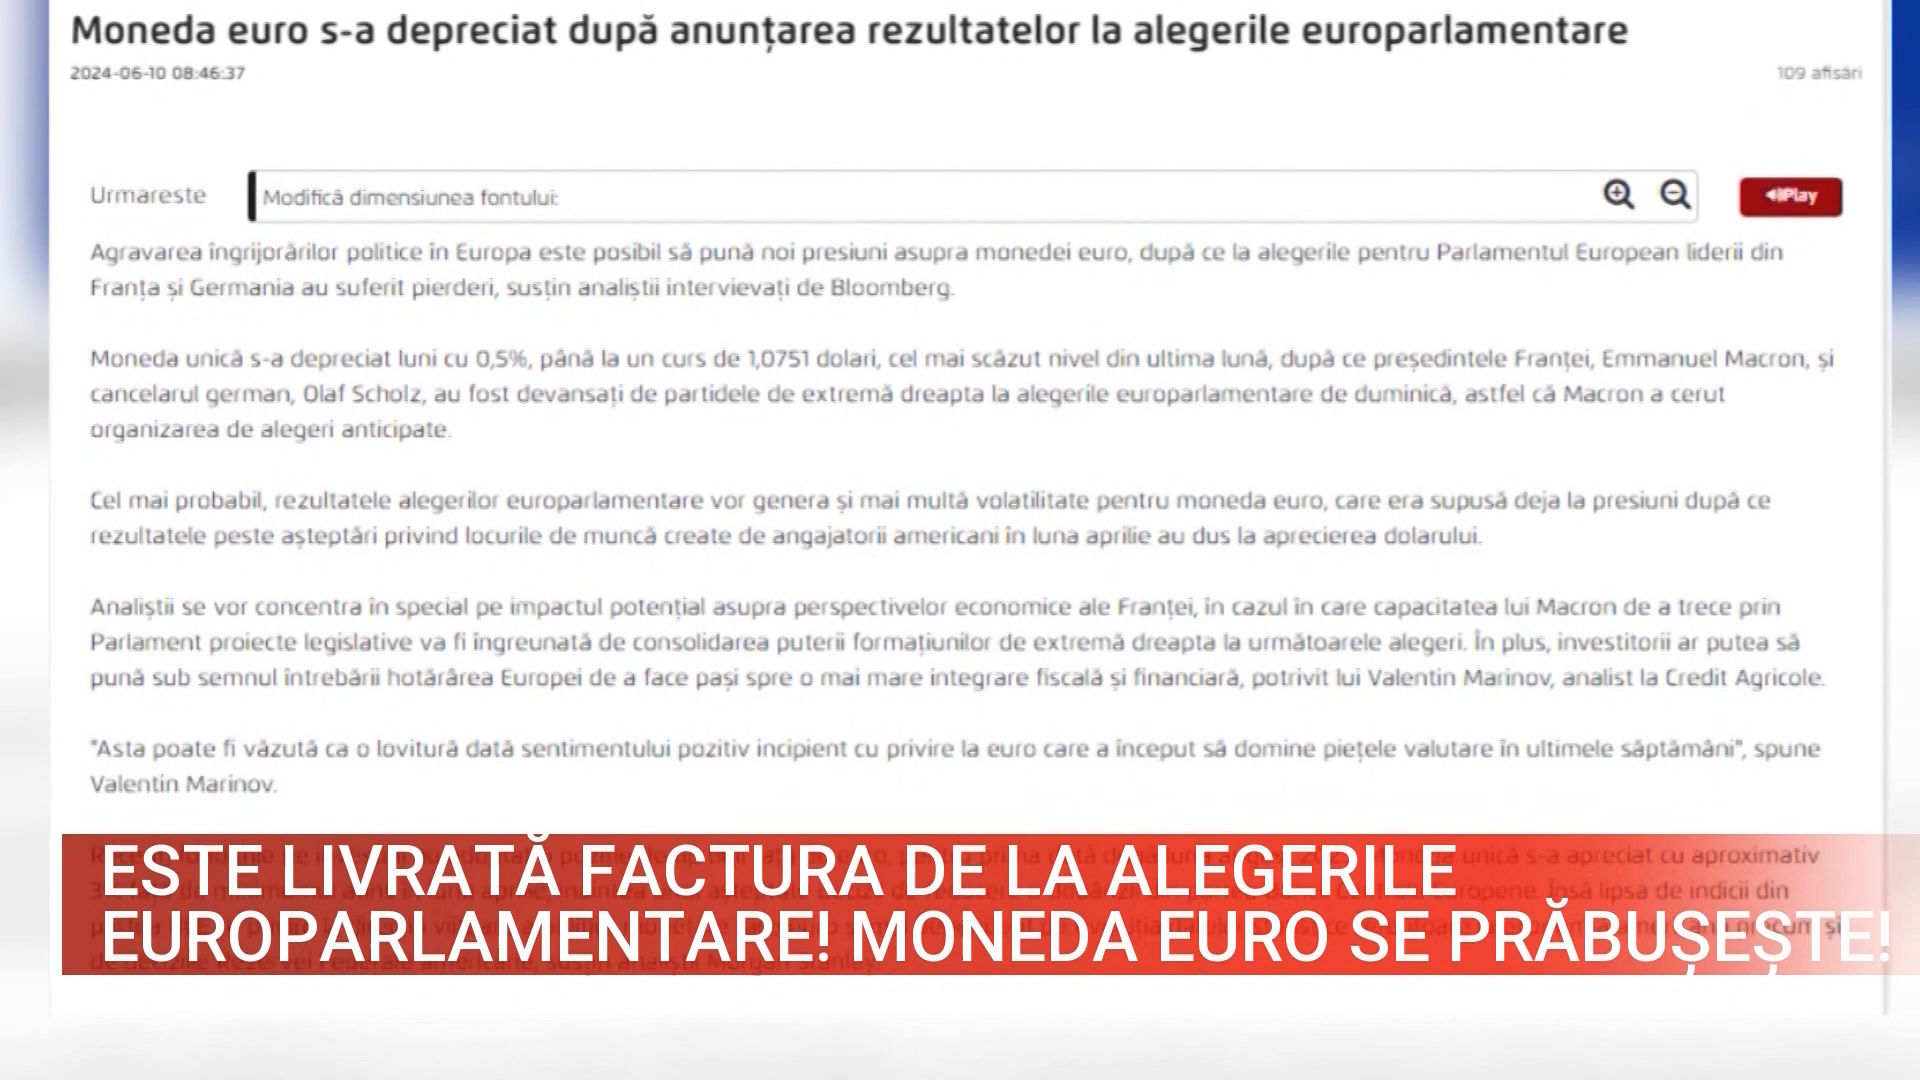 Moneda euro s-a depreciat după anunțarea rezultatelor la alegerile europarlamentare
2024-06-10 08:46:37
109 afisări
Urmareste
Modifică dimensiunea fontului:
Play
Agravarea îngrijorărilor politice în Europa este posibil să pună noi presiuni asupra monedei euro, după ce la alegerile pentru Parlamentul European liderii din
Franța și Germania au suferit pierderi, susțin analiștii intervievați de Bloomberg.
Moneda unică s-a depreciat luni cu 0,5%, până la un curs de 1,0751 dolari, cel mai scăzut nivel din ultima lună, după ce președintele Franței, Emmanuel Macron, și
cancelarul german, Olaf Scholz, au fost devansați de partidele de extremă dreapta la alegerile europarlamentare de duminică, astfel că Macron a cerut
organizarea de alegeri anticipate.
Cel mai probabil, rezultatele alegerilor europarlamentare vor genera și mai multă volatilitate pentru moneda euro, care era supusă deja la presiuni după ce
rezultatele peste așteptări privind locurile de muncă create de angajatorii americani în luna aprilie au dus la aprecierea dolarului.
Analiștii se vor concentra în special pe impactul potențial asupra perspectivelor economice ale Franței, în cazul în care capacitatea lui Macron de a trece prin
Parlament proiecte legislative va fi îngreunată de consolidarea puterii formațiunilor de extremă dreapta la următoarele alegeri. În plus, investitorii ar putea să
pună sub semnul întrebării hotărârea Europei de a face pași spre o mai mare integrare fiscală și financiară, potrivit lui Valentin Marinov, analist la Credit Agricole.
"Asta poate fi văzută ca o lovitură dată sentimentului pozitiv incipient cu privire la euro care a început să domine piețele valutare în ultimele săptămâni", spune
Valentin Marinov.
unică s-a apreciat cu aproximativ
Însă lipsa de indicii din
ESTE LIVRATĂ FACTURA DE LA ALEGERILE
EUROPARLAMENTARE! MONEDA EURO SE PRĂBUȘEȘTE!